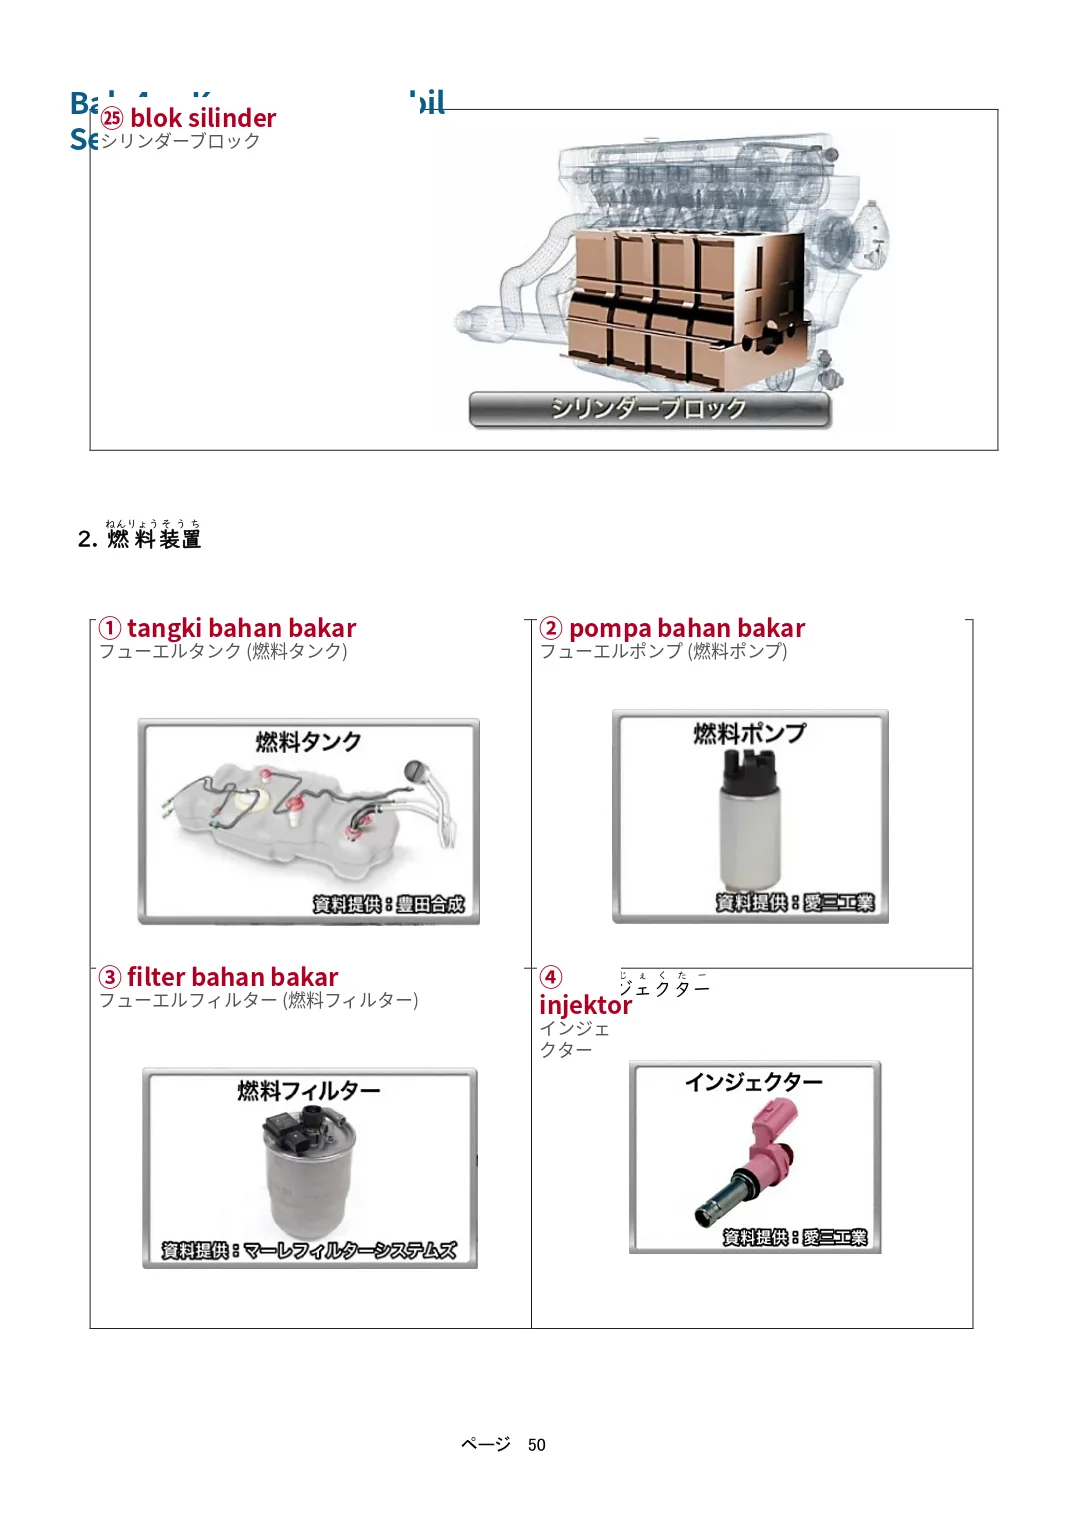 ㉕ blok silinder
シリンダーブロック
シリンダーブロック
ねんりょうそうち
2. 燃料装置
① tangki bahan bakar
フューエルタンク (燃料タンク)
燃料タンク
資料提供：豊田合成
② pompa bahan bakar
フューエルポンプ (燃料ポンプ)
燃料ポンプ
資料提供：愛三工業
③ filter bahan bakar
フューエルフィルター (燃料フィルター)
燃料フィルター
資料提供：マーレフィルターシステムズ
④
injektor
インジェ
クター
じぇくたー
ジェクター
インジェクター
資料提供：愛三工業
ページ 50